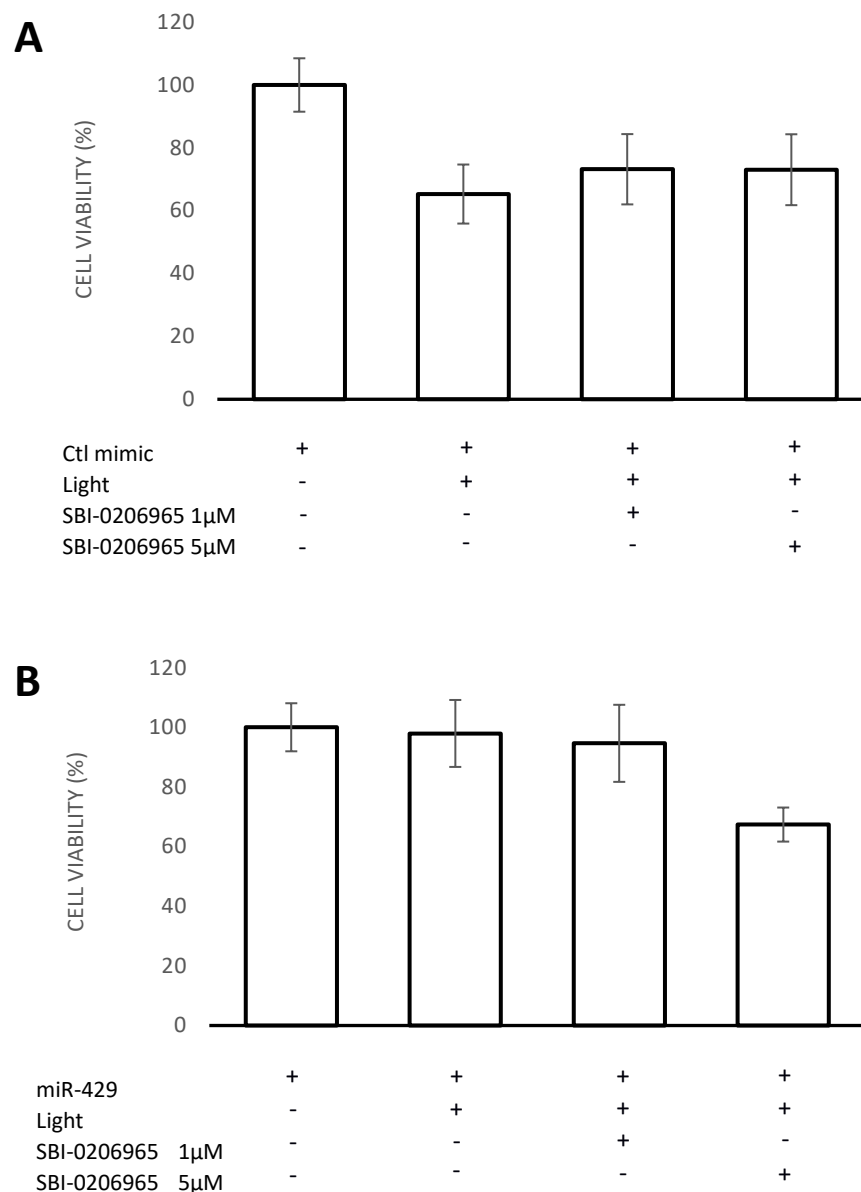 A
120
100
80
60
40
20
0
CELL VIABILITY (%)
Ctl mimic + + + +
Light - + + +
SBI-0206965 1µM - - + -
SBI-0206965 5µM - - - +
B
120
100
80
60
40
20
0
CELL VIABILITY (%)
miR-429 + + + +
Light - + + +
SBI-0206965 1µM - - + -
SBI-0206965 5µM - - - +